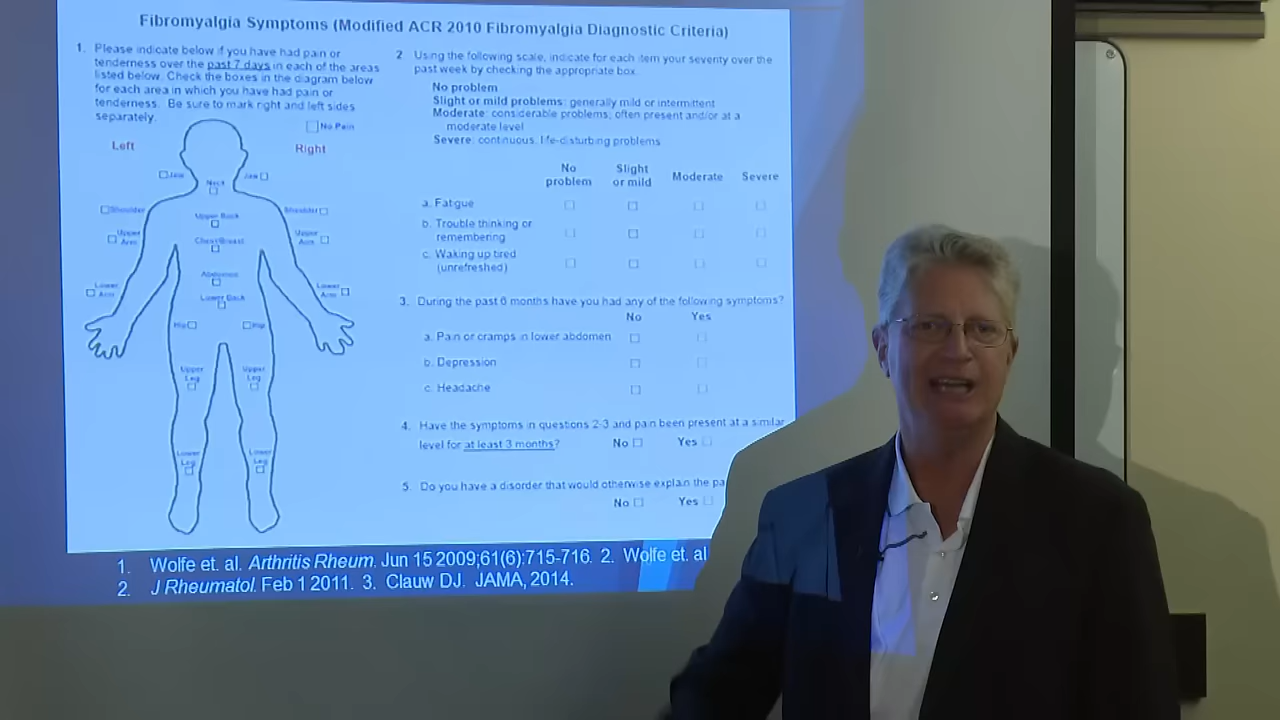 Fibromyalgia Symptoms (Modified ACR 2010 Fibromyalgia Diagnostic Criteria)
1. Please indicate below if you have had pain or
tenderness over the past 7 days in each of the areas
listed below. Check the boxes in the diagram below
for each area in which you have had pain or
tenderness. Be sure to mark right and left sides
separately.
No Pain
Left
Right
Jaw
Jaw
Neck
Shoulder
Shoulder
Upper Back
Upper
Arm
Upper
Arm
Chest/Breast
Abdomen
Lower
Arm
Lower
Arm
Lower Back
Hip
Hip
Upper
Leg
Upper
Leg
Lower
Leg
Lower
Leg
2 Using the following scale, indicate for each item your severity over the
past week by checking the appropriate box.
No problem
Slight or mild problems: generally mild or intermittent
Moderate: considerable problems; often present and/or at a
moderate level
Severe: continuous, life-disturbing problems
No
problem
Slight
or mild
Moderate
Severe
a. Fatigue
b. Trouble thinking or
remembering
c. Waking up tired
(unrefreshed)
3. During the past 6 months have you had any of the following symptoms?
No Yes
a. Pain or cramps in lower abdomen
b. Depression
c. Headache
4. Have the symptoms in questions 2-3 and pain been present at a similar
level for at least 3 months? No Yes
5. Do you have a disorder that would otherwise explain the pa
No Yes
1. Wolfe et. al. Arthritis Rheum. Jun 15 2009;61(6):715-716. 2. Wolfe et. al
2. J Rheumatol. Feb 1 2011. 3. Clauw DJ. JAMA, 2014.